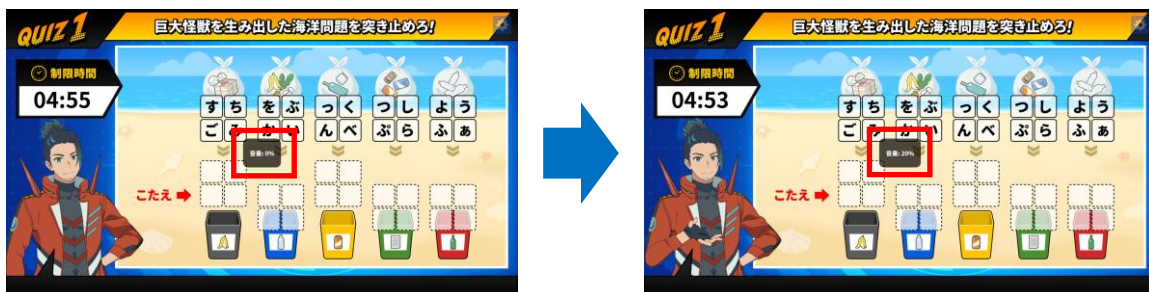 QUIZ 1
巨大怪獣を生み出した海洋問題を突き止めろ!
制限時間
04:55
す ち を ぶ っ く つ し よ う
ご み か い ん べ ぷ ら ふ ぁ
音量: 0%
こたえ
QUIZ 1
巨大怪獣を生み出した海洋問題を突き止めろ!
制限時間
04:53
す ち を ぶ っ く つ し よ う
ご み か い ん べ ぷ ら ふ ぁ
音量: 20%
こたえ